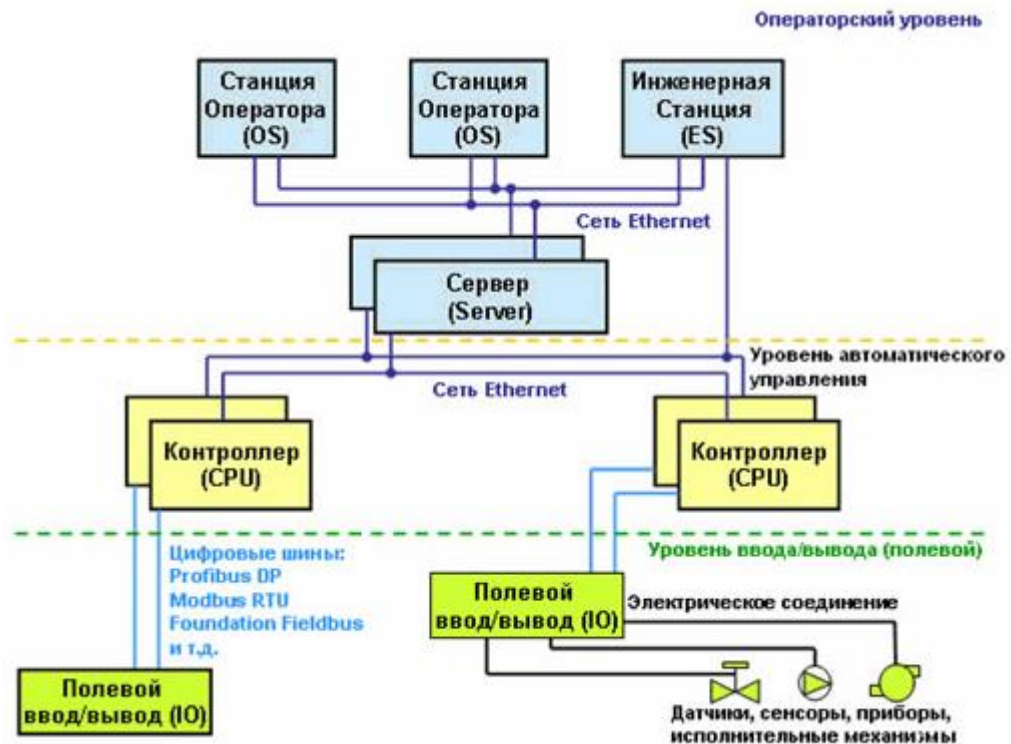 Операторский уровень
Станция
Оператора
(OS)
Станция
Оператора
(OS)
Инженерная
Станция
(ES)
Сеть Ethernet
Сервер
(Server)
Уровень автоматического
управления
Сеть Ethernet
Контроллер
(CPU)
Контроллер
(CPU)
Уровень ввода/вывода (полевой)
Цифровые шины:
Profibus DP
Modbus RTU
Foundation Fieldbus
и т.д.
Полевой
ввод/вывод (IO)
Электрическое соединение
Полевой
ввод/вывод (IO)
Датчики, сенсоры, приборы,
исполнительные механизмы